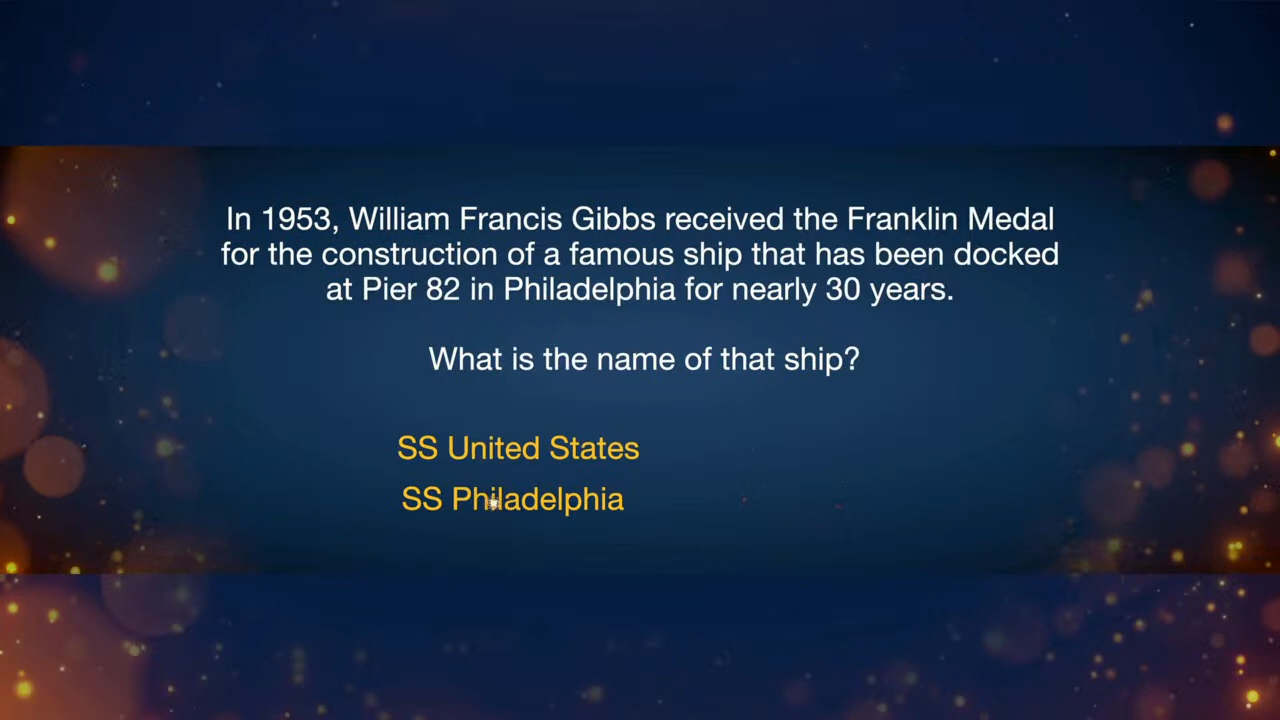 In 1953, William Francis Gibbs received the Franklin Medal
for the construction of a famous ship that has been docked
at Pier 82 in Philadelphia for nearly 30 years.
What is the name of that ship?
SS United States
SS Philadelphia